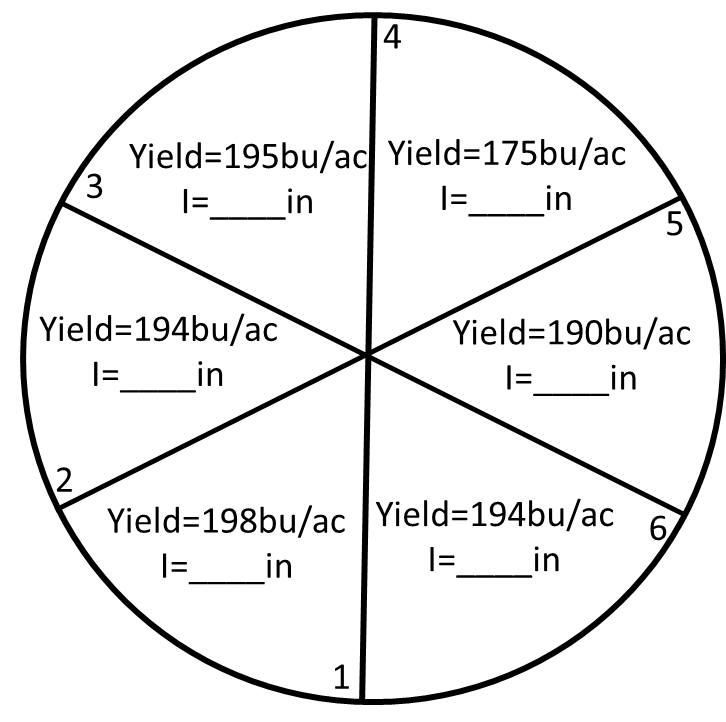 4
Yield=195bu/ac
I=____in
Yield=175bu/ac
I=____in
3
5
Yield=194bu/ac
I=____in
Yield=190bu/ac
I=____in
2
Yield=198bu/ac
I=____in
Yield=194bu/ac
I=____in
6
1